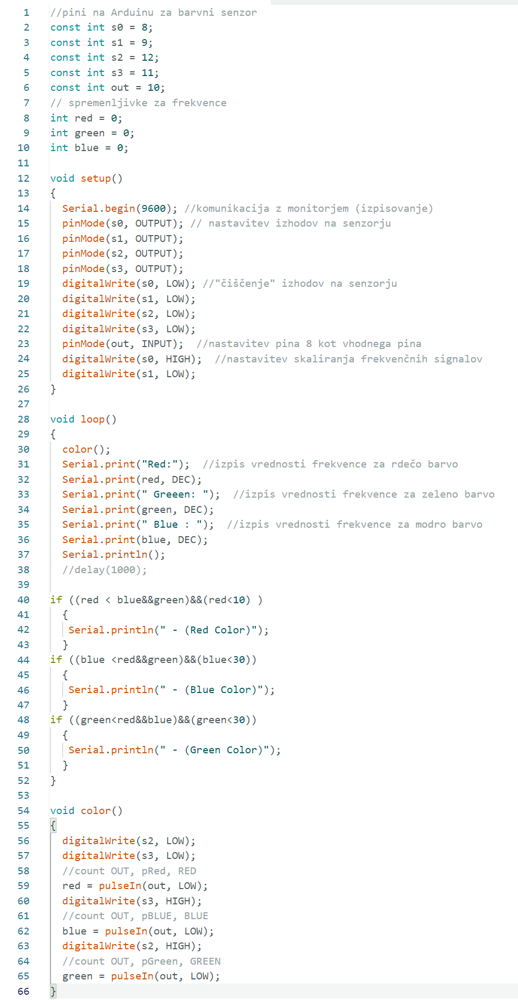 1 //pini na Arduinu za barvni senzor
2 const int s0 = 8;
3 const int s1 = 9;
4 const int s2 = 12;
5 const int s3 = 11;
6 const int out = 10;
7 // spremenljivke za frekvence
8 int red = 0;
9 int green = 0;
10 int blue = 0;
11
12 void setup()
13 {
14   Serial.begin(9600); //komunikacija z monitorjem (izpisovanje)
15   pinMode(s0, OUTPUT); // nastavitev izhodov na senzorju
16   pinMode(s1, OUTPUT);
17   pinMode(s2, OUTPUT);
18   pinMode(s3, OUTPUT);
19   digitalWrite(s0, LOW); //"čiščenje" izhodov na senzorju
20   digitalWrite(s1, LOW);
21   digitalWrite(s2, LOW);
22   digitalWrite(s3, LOW);
23   pinMode(out, INPUT);  //nastavitev pina 8 kot vhodnega pina
24   digitalWrite(s0, HIGH);  //nastavitev skaliranja frekvenčnih signalov
25   digitalWrite(s1, LOW);
26 }
27
28 void loop()
29 {
30   color();
31   Serial.print("Red:");  //izpis vrednosti frekvence za rdečo barvo
32   Serial.print(red, DEC);
33   Serial.print(" Greeen: ");  //izpis vrednosti frekvence za zeleno barvo
34   Serial.print(green, DEC);
35   Serial.print(" Blue : ");  //izpis vrednosti frekvence za modro barvo
36   Serial.print(blue, DEC);
37   Serial.println();
38   //delay(1000);
39
40 if ((red < blue&&green)&&(red<10) )
41   {
42    Serial.println(" - (Red Color)");
43   }
44 if ((blue <red&&green)&&(blue<30))
45   {
46    Serial.println(" - (Blue Color)");
47   }
48 if ((green<red&&blue)&&(green<30))
49   {
50    Serial.println(" - (Green Color)");
51   }
52 }
53
54 void color()
55 {
56   digitalWrite(s2, LOW);
57   digitalWrite(s3, LOW);
58   //count OUT, pRed, RED
59   red = pulseIn(out, LOW);
60   digitalWrite(s3, HIGH);
61   //count OUT, pBLUE, BLUE
62   blue = pulseIn(out, LOW);
63   digitalWrite(s2, HIGH);
64   //count OUT, pGreen, GREEN
65   green = pulseIn(out, LOW);
66 }